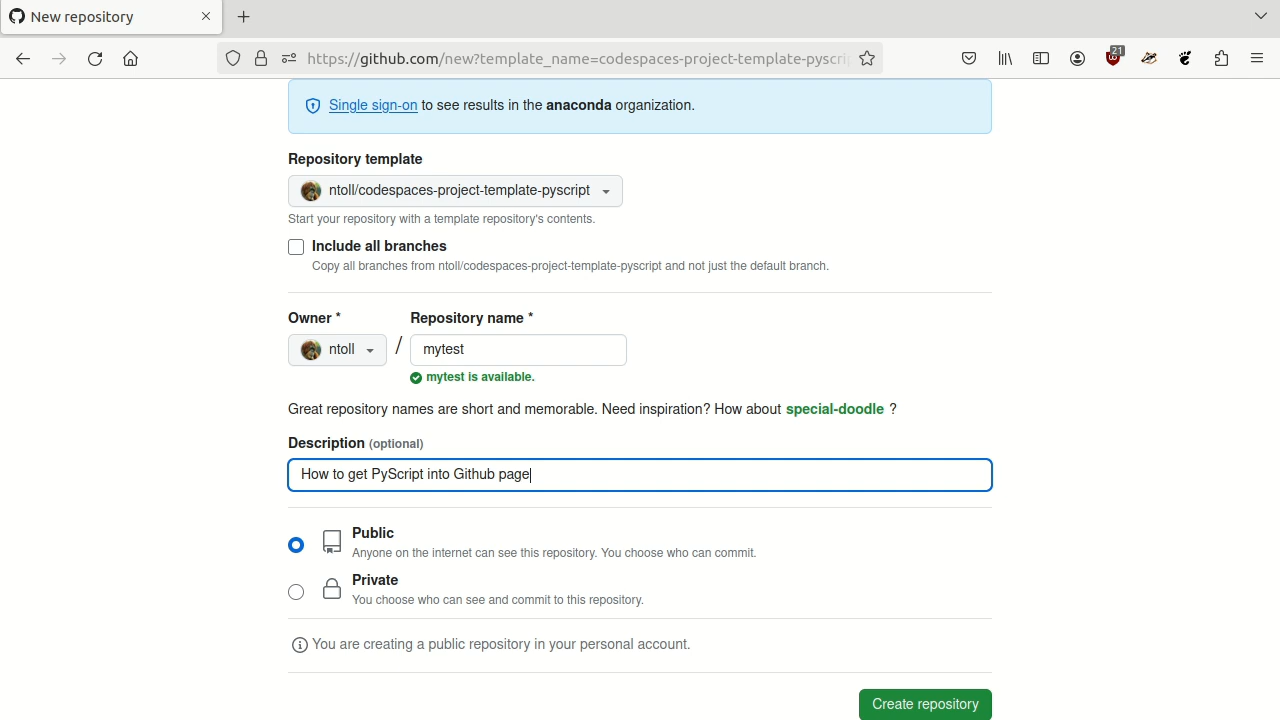 New repository
https://github.com/new?template_name=codespaces-project-template-pyscri
21
Single sign-on to see results in the anaconda organization.
Repository template
ntoll/codespaces-project-template-pyscript
Start your repository with a template repository's contents.
Include all branches
Copy all branches from ntoll/codespaces-project-template-pyscript and not just the default branch.
Owner * Repository name *
ntoll / mytest
mytest is available.
Great repository names are short and memorable. Need inspiration? How about special-doodle ?
Description (optional)
How to get PyScript into Github page
Public
Anyone on the internet can see this repository. You choose who can commit.
Private
You choose who can see and commit to this repository.
You are creating a public repository in your personal account.
Create repository